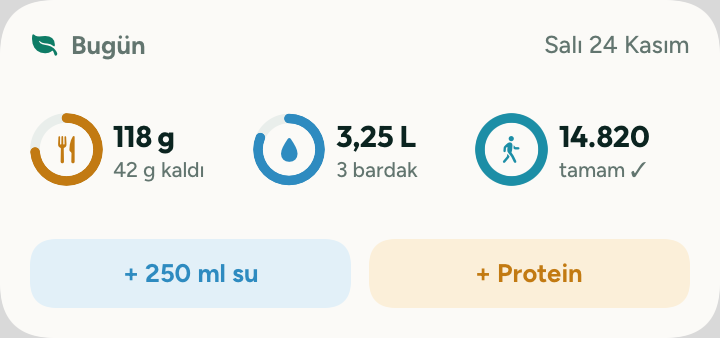 Bugün
Salı 24 Kasım
118 g
42 g kaldı
3,25 L
3 bardak
14.820
tamam ✓
+ 250 ml su
+ Protein